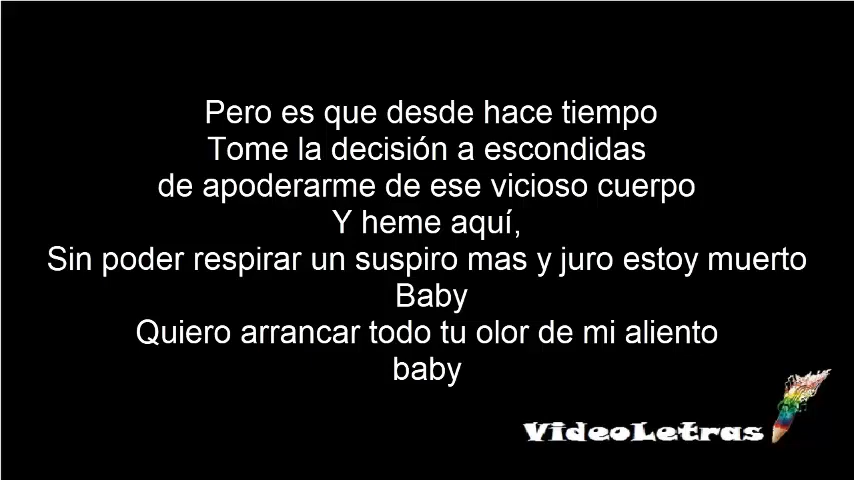 Pero es que desde hace tiempo
Tome la decisión a escondidas
de apoderarme de ese vicioso cuerpo
Y heme aquí,
Sin poder respirar un suspiro mas y juro estoy muerto
Baby
Quiero arrancar todo tu olor de mi aliento
baby
VideoLetras